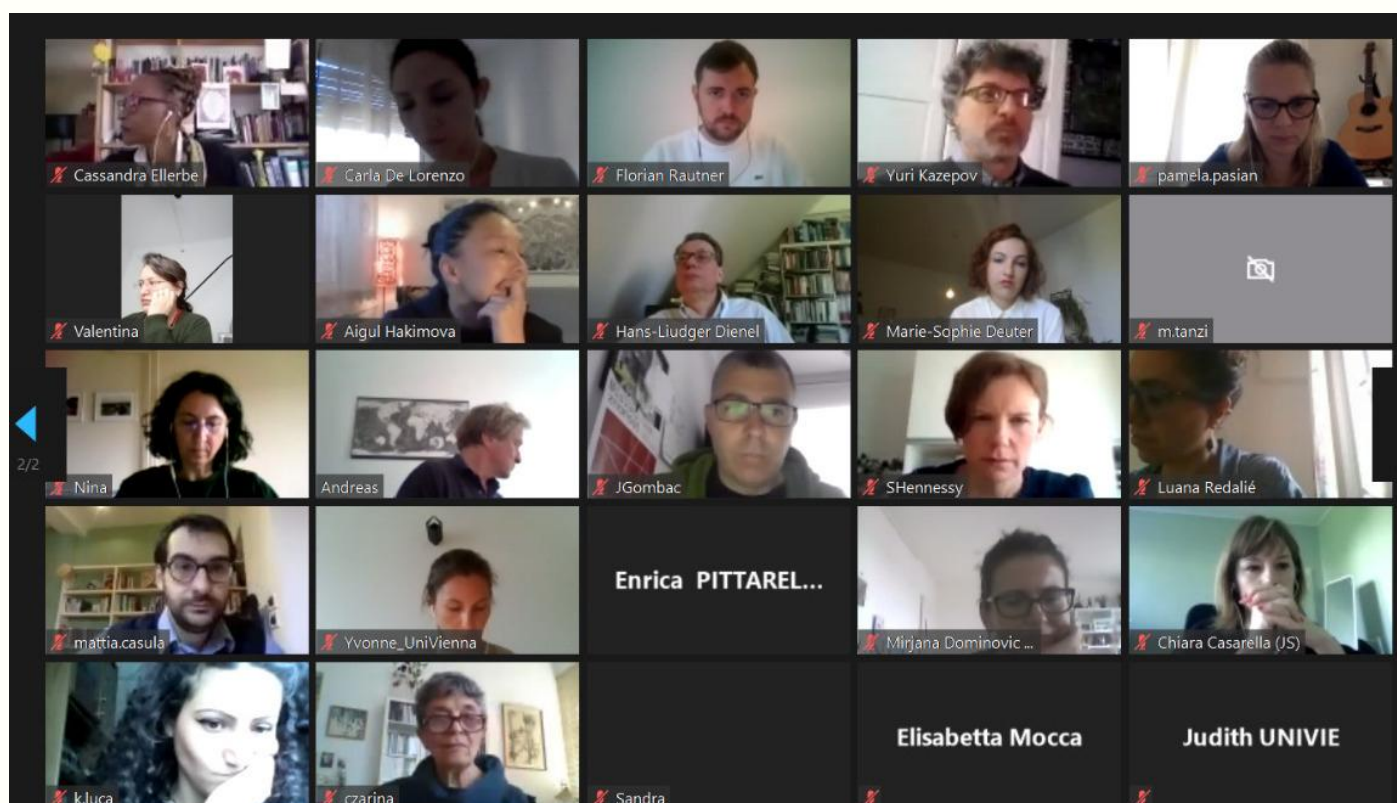 Cassandra Ellerbe
Carla De Lorenzo
Florian Rautner
Yuri Kazepov
pamela.pasian
Valentina
Aigul Hakimova
Hans-Liudger Dienel
Marie-Sophie Deuter
m.tanzi
2/2
Nina
Andreas
JGombac
SHennessy
Luana Redalié
mattia.casula
Yvonne_UniVienna
Enrica PITTAREL...
Mirjana Dominovic ...
Chiara Casarella (JS)
k.luca
czarina
Sandra
Elisabetta Mocca
Judith UNIVIE